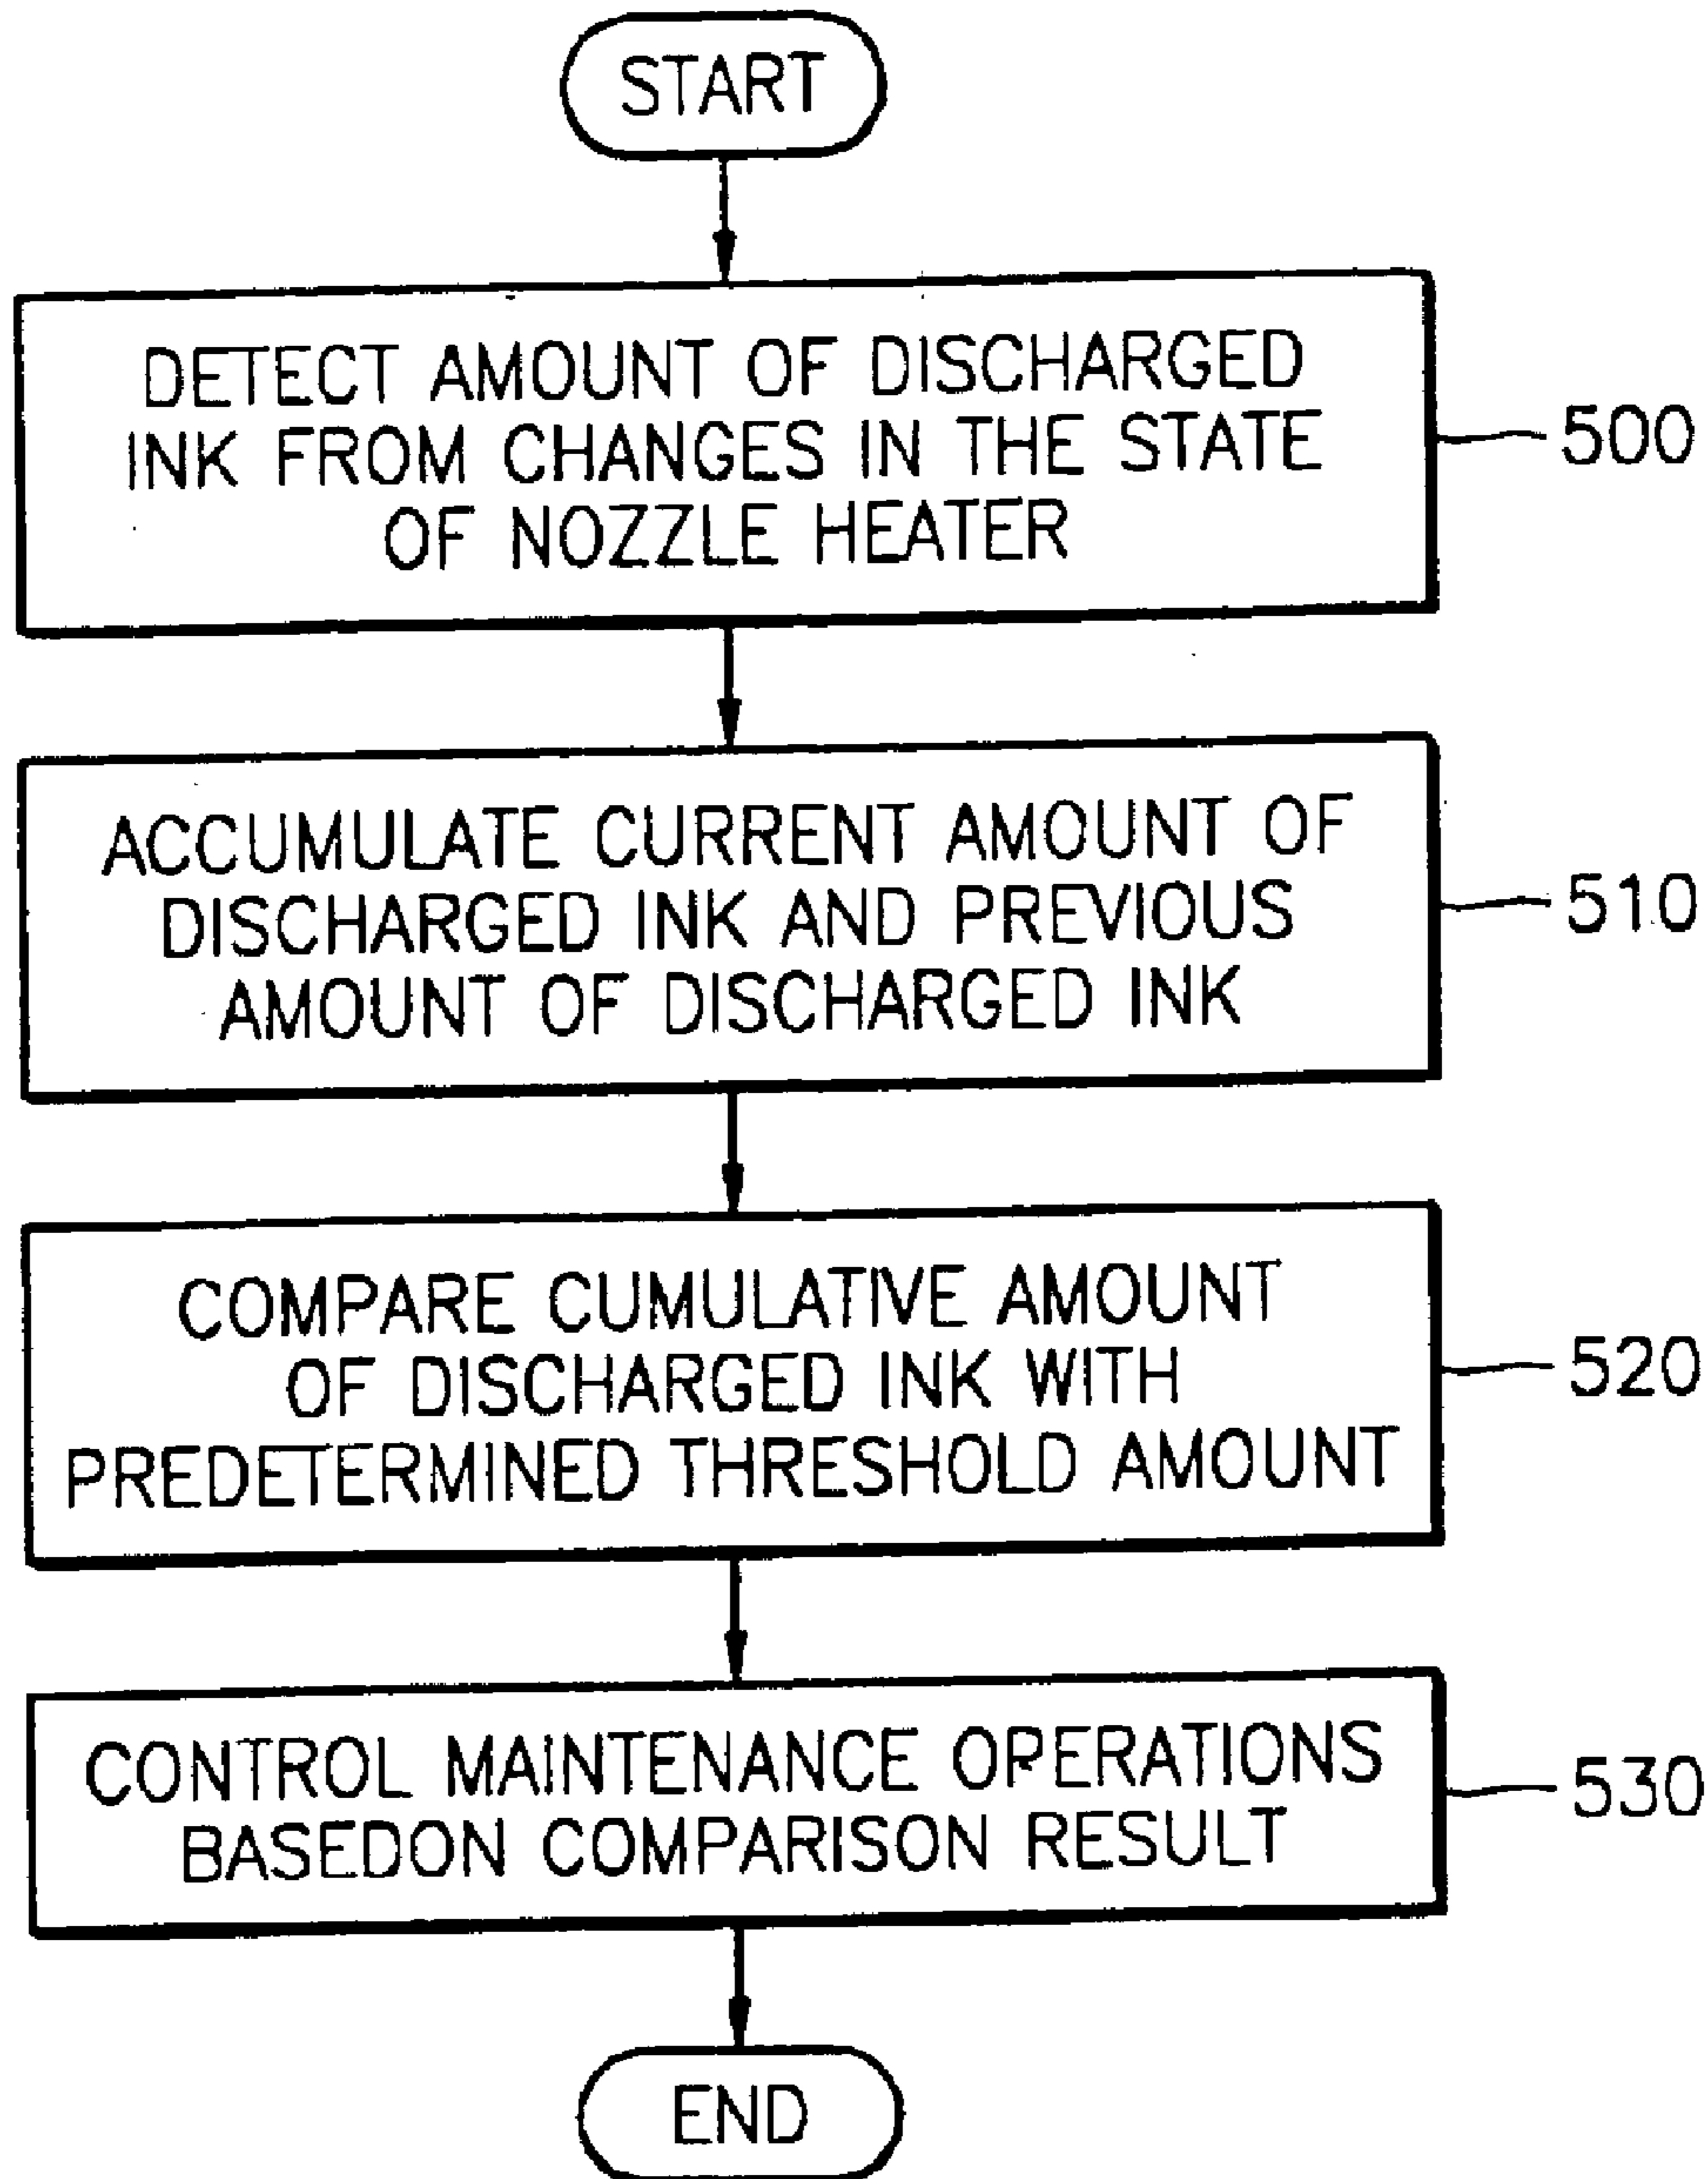 START
DETECT AMOUNT OF DISCHARGED
INK FROM CHANGES IN THE STATE
OF NOZZLE HEATER
500
ACCUMULATE CURRENT AMOUNT OF
DISCHARGED INK AND PREVIOUS
AMOUNT OF DISCHARGED INK
510
COMPARE CUMULATIVE AMOUNT
OF DISCHARGED INK WITH
PREDETERMINED THRESHOLD AMOUNT
520
CONTROL MAINTENANCE OPERATIONS
BASEDON COMPARISON RESULT
530
END